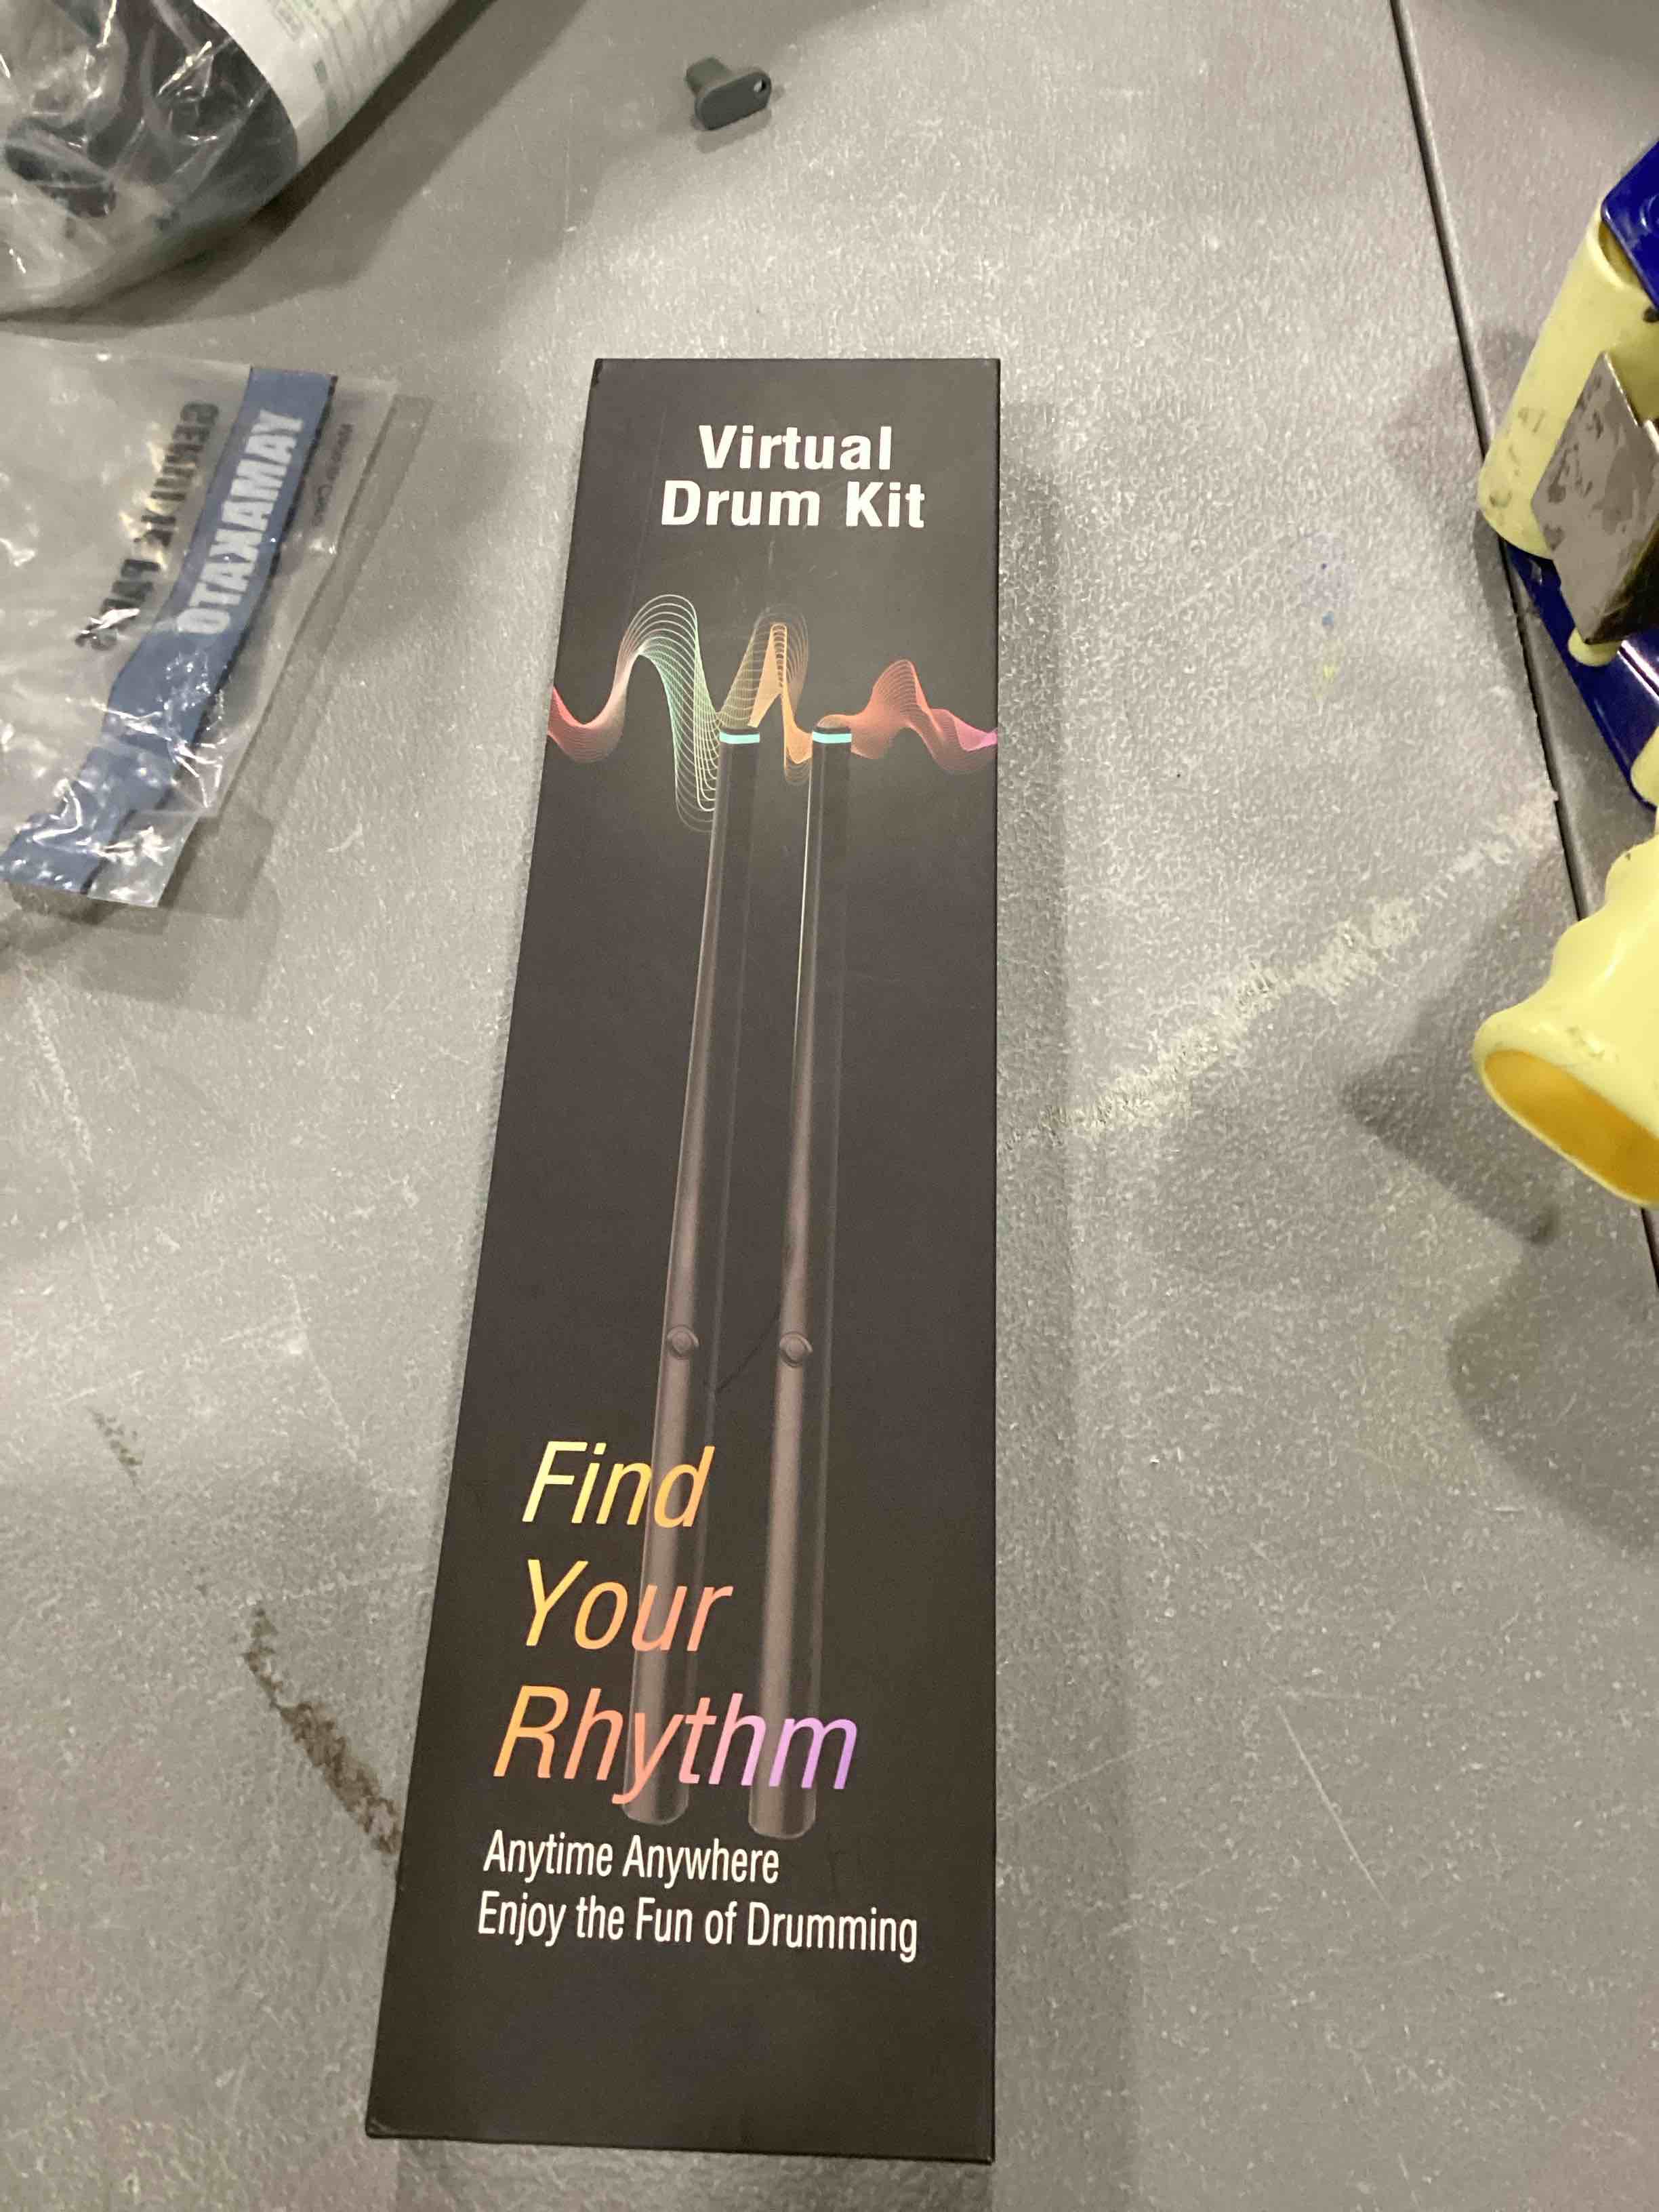 Virtual
Drum Kit
Find
Your
Rhythm
Anytime Anywhere
Enjoy the Fun of Drumming
YAMAKATO